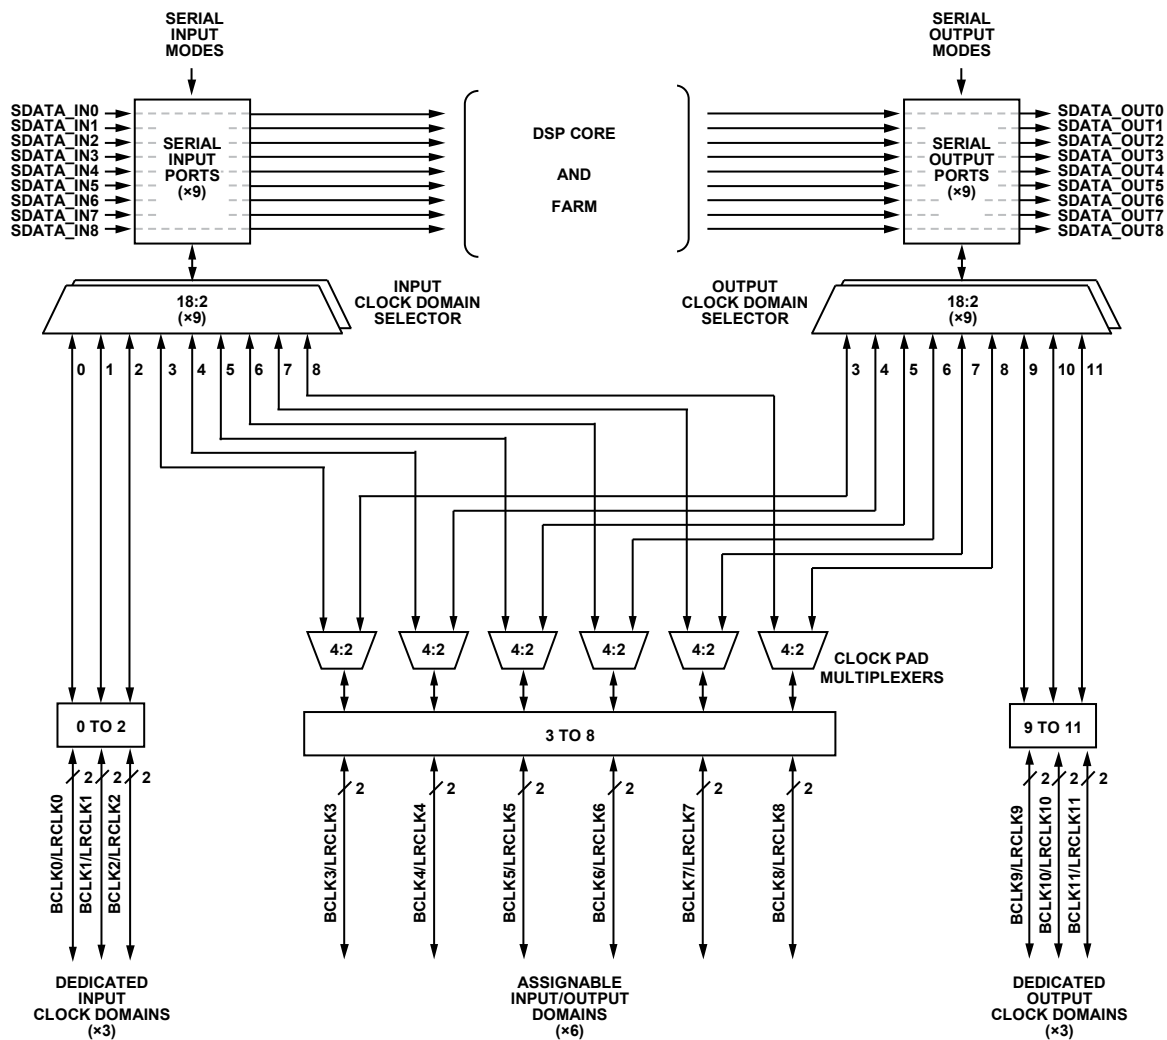 SERIAL
INPUT
MODES
SERIAL
OUTPUT
MODES
SDATA_IN0
SDATA_IN1
SDATA_IN2
SDATA_IN3
SDATA_IN4
SDATA_IN5
SDATA_IN6
SDATA_IN7
SDATA_IN8
SERIAL
INPUT
PORTS
(×9)
DSP CORE
AND
FARM
SERIAL
OUTPUT
PORTS
(×9)
SDATA_OUT0
SDATA_OUT1
SDATA_OUT2
SDATA_OUT3
SDATA_OUT4
SDATA_OUT5
SDATA_OUT6
SDATA_OUT7
SDATA_OUT8
18:2
(×9)
INPUT
CLOCK DOMAIN
SELECTOR
OUTPUT
CLOCK DOMAIN
SELECTOR
18:2
(×9)
0 1 2 3 4 5 6 7 8
3 4 5 6 7 8 9 10 11
4:2 4:2 4:2 4:2 4:2 4:2
CLOCK PAD
MULTIPLEXERS
0 TO 2
3 TO 8
9 TO 11
2 2 2
2 2 2 2 2 2
2 2 2
BCLK0/LRCLK0
BCLK1/LRCLK1
BCLK2/LRCLK2
BCLK3/LRCLK3
BCLK4/LRCLK4
BCLK5/LRCLK5
BCLK6/LRCLK6
BCLK7/LRCLK7
BCLK8/LRCLK8
BCLK9/LRCLK9
BCLK10/LRCLK10
BCLK11/LRCLK11
DEDICATED
INPUT
CLOCK DOMAINS
(×3)
ASSIGNABLE
INPUT/OUTPUT
DOMAINS
(×6)
DEDICATED
OUTPUT
CLOCK DOMAINS
(×3)